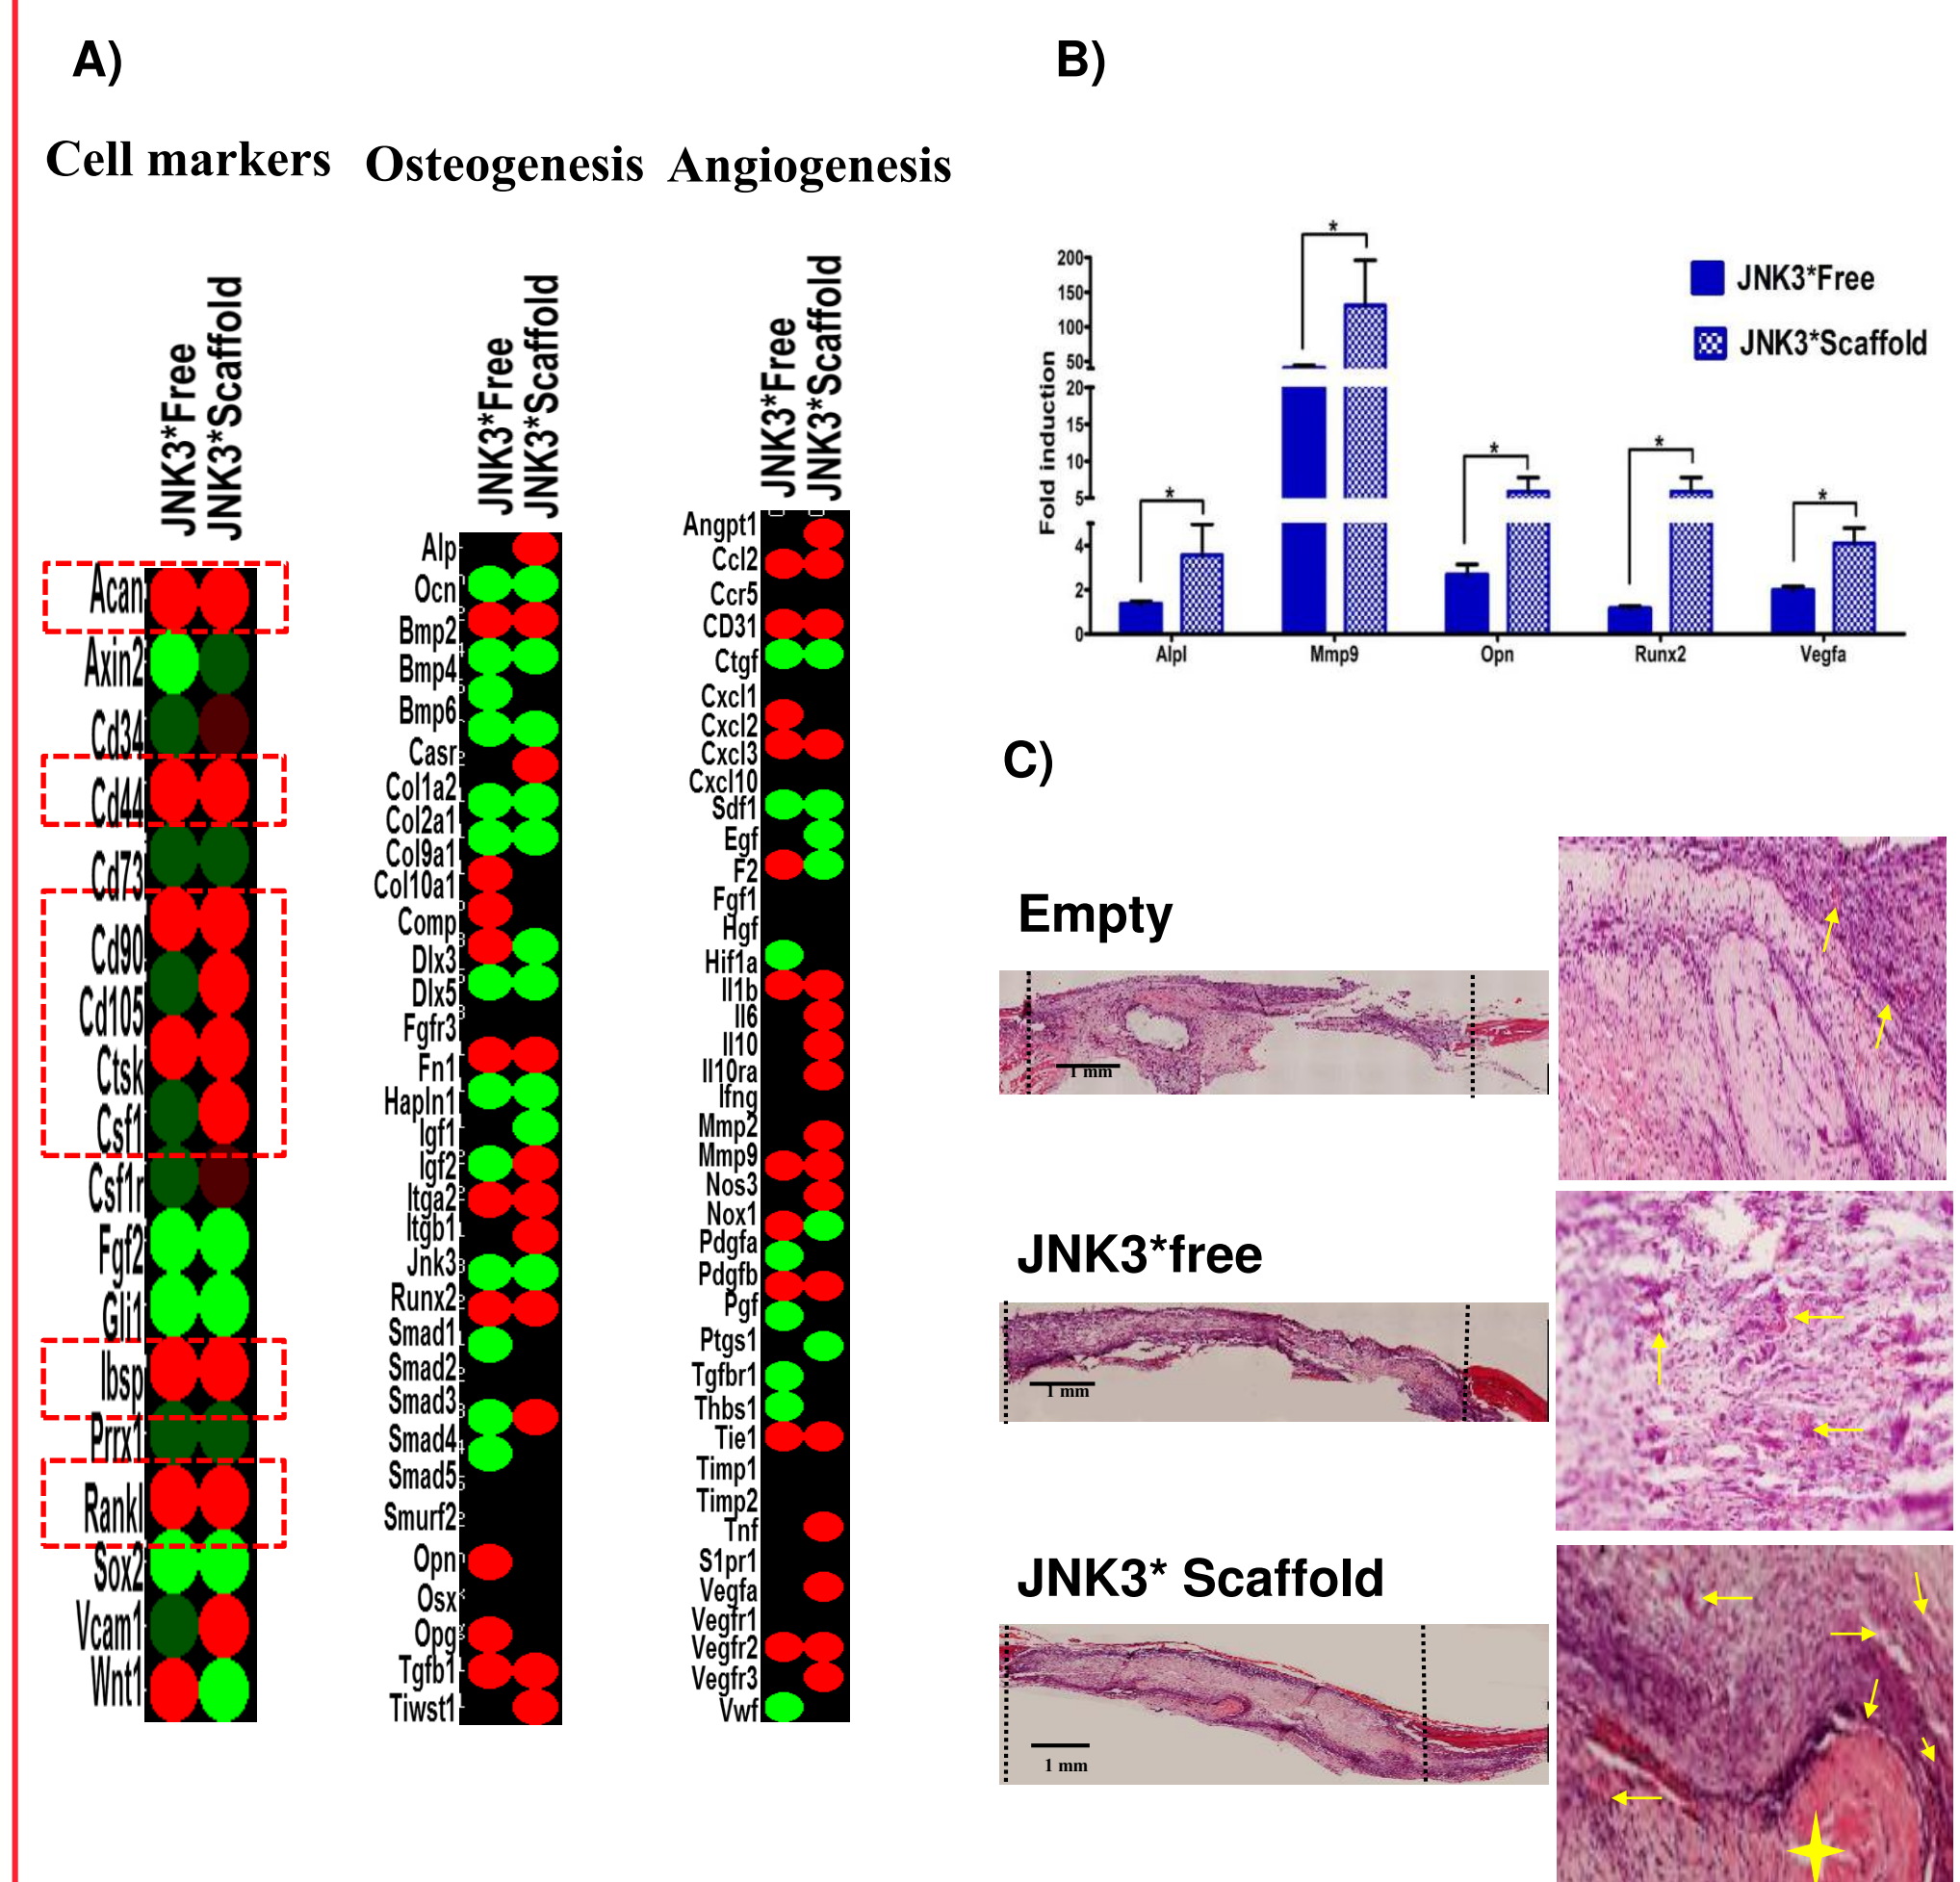 A)
B)
Cell markers
Osteogenesis
Angiogenesis
JNK3*Free
JNK3*Scaffold
Acan
Axin2
Cd34
Cd44
Cd73
Cd90
Cd105
Ctsk
Csf1
Csf1r
Fgf2
Gli1
Ibsp
Prrx1
Rankl
Sox2
Vcam1
Wnt1
JNK3*Free
JNK3*Scaffold
Alp
Ocn
Bmp2
Bmp4
Bmp6
Casr
Col1a2
Col2a1
Col9a1
Col10a1
Comp
Dlx3
Dlx5
Fgfr3
Fn1
Hapln1
Igf1
Igf2
Itga2
Itgb1
Jnk3
Runx2
Smad1
Smad2
Smad3
Smad4
Smad5
Smurf2
Opn
Osx
Opg
Tgfb1
Tiwst1
JNK3*Free
JNK3*Scaffold
Angpt1
Ccl2
Ccr5
CD31
Ctgf
Cxcl1
Cxcl2
Cxcl3
Cxcl10
Sdf1
Egf
F2
Fgf1
Hgf
Hif1a
Il1b
Il6
Il10
Il10ra
Ifng
Mmp2
Mmp9
Nos3
Nox1
Pdgfa
Pdgfb
Pgf
Ptgs1
Tgfbr1
Thbs1
Tie1
Timp1
Timp2
Tnf
S1pr1
Vegfa
Vegfr1
Vegfr2
Vegfr3
Vwf
Fold induction
200
150
100
50
20
15
10
5
4
2
0
* * * * *
Alpl Mmp9 Opn Runx2 Vegfa
JNK3*Free
JNK3*Scaffold
C)
Empty
1 mm
JNK3*free
1 mm
JNK3* Scaffold
1 mm